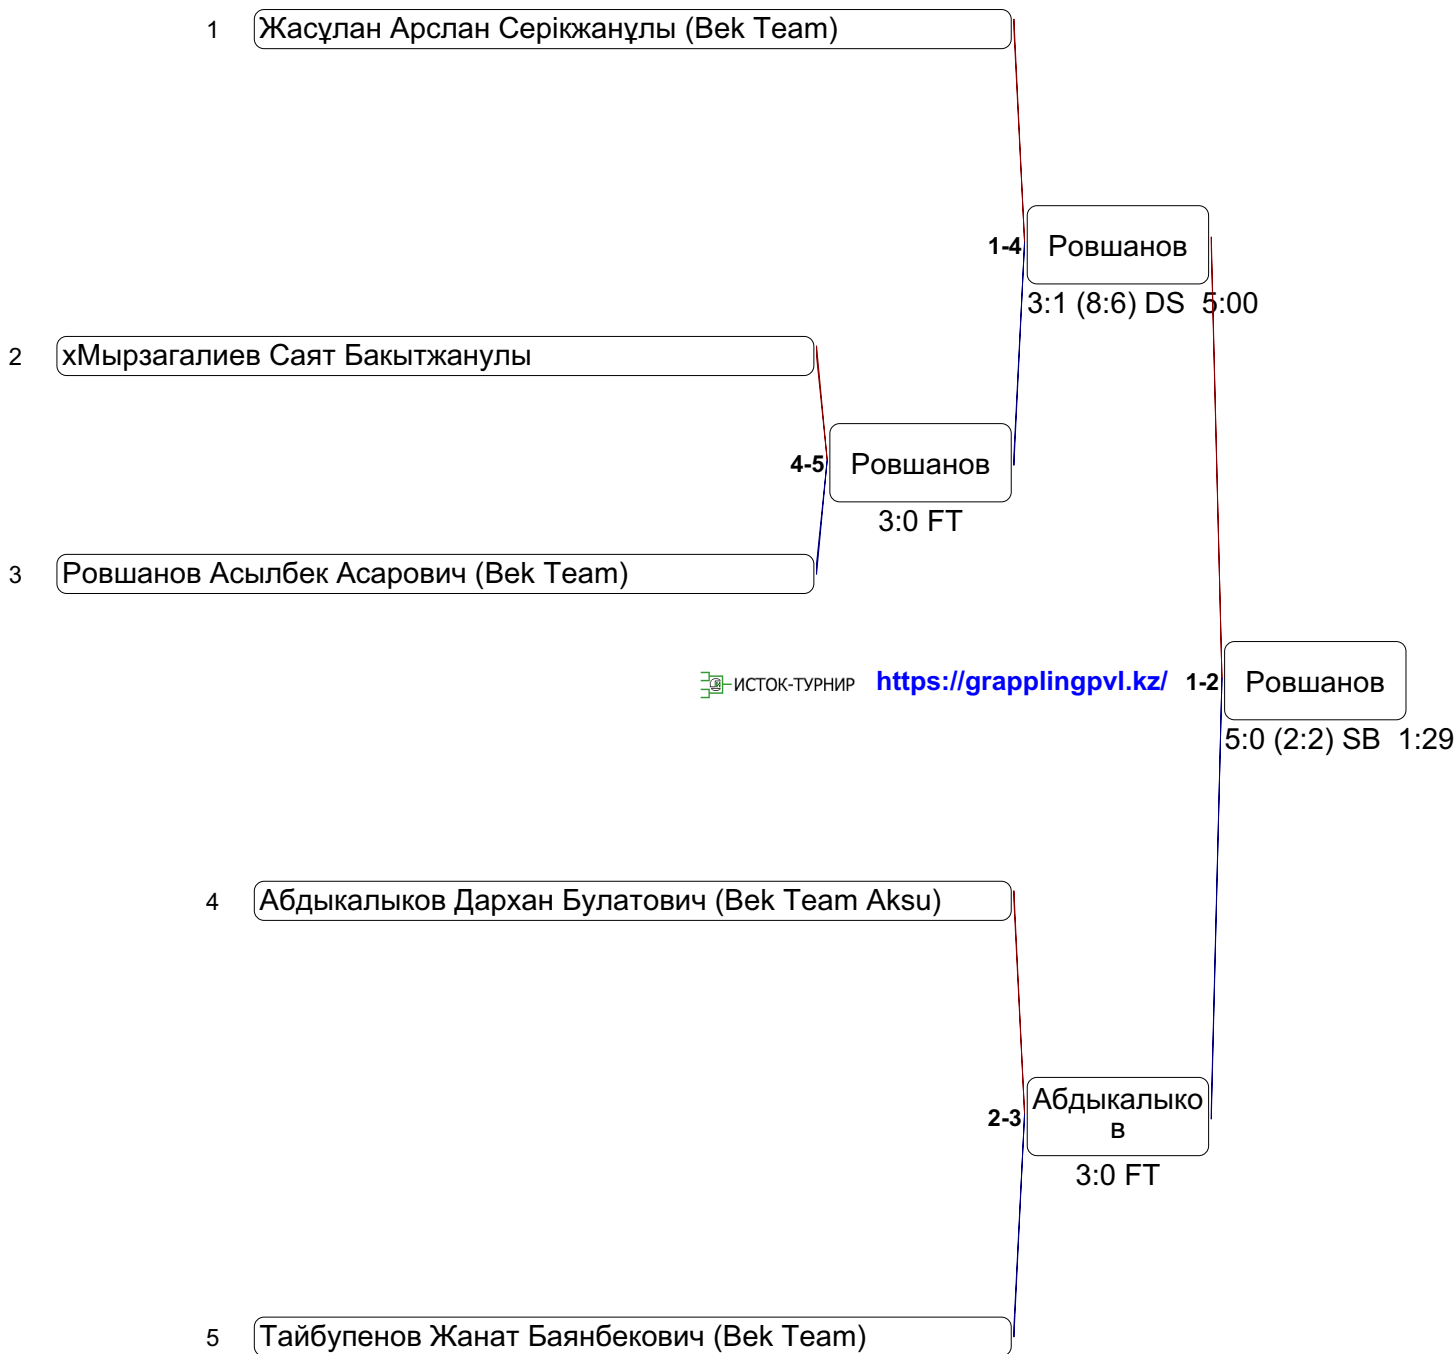 1 Жасұлан Арслан Серікжанұлы (Bek Team)
1-4 Ровшанов
3:1 (8:6) DS 5:00
2 хМырзагалиев Саят Бакытжанулы
4-5 Ровшанов
3:0 FT
3 Ровшанов Асылбек Асарович (Bek Team)
ИСТОК-ТУРНИР https://grapplingpvl.kz/ 1-2 Ровшанов
5:0 (2:2) SB 1:29
4 Абдыкалыков Дархан Булатович (Bek Team Aksu)
2-3 Абдыкалыко
в
3:0 FT
5 Тайбупенов Жанат Баянбекович (Bek Team)